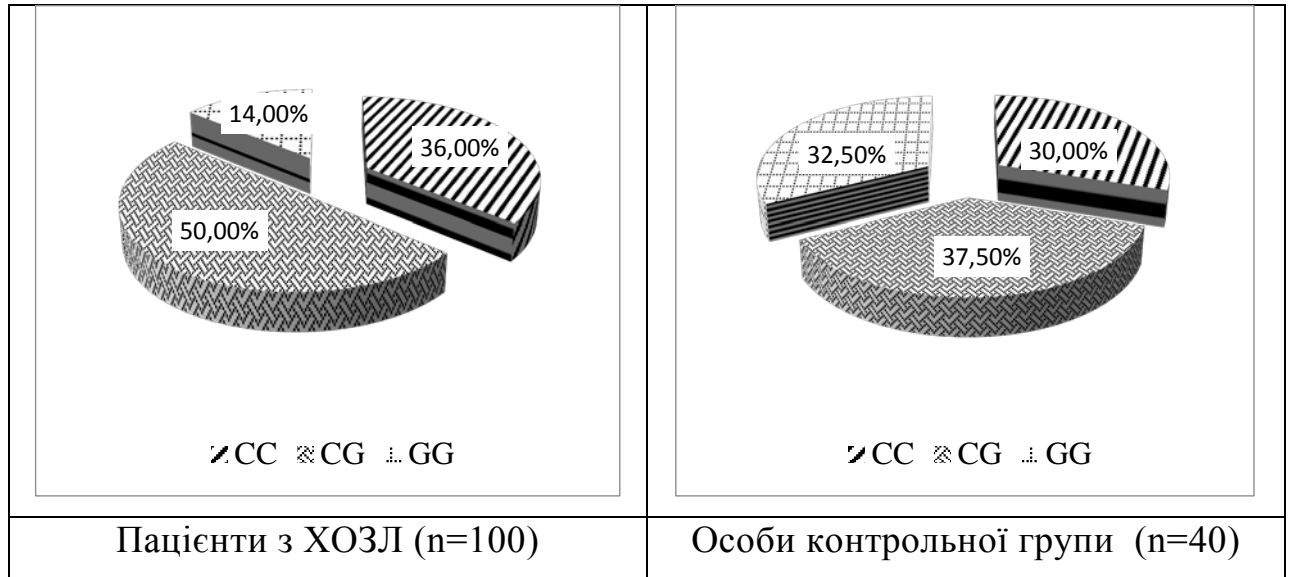 14,00%
36,00%
50,00%
CC CG GG
Пацієнти з ХОЗЛ (n=100)
32,50%
30,00%
37,50%
CC CG GG
Особи контрольної групи (n=40)